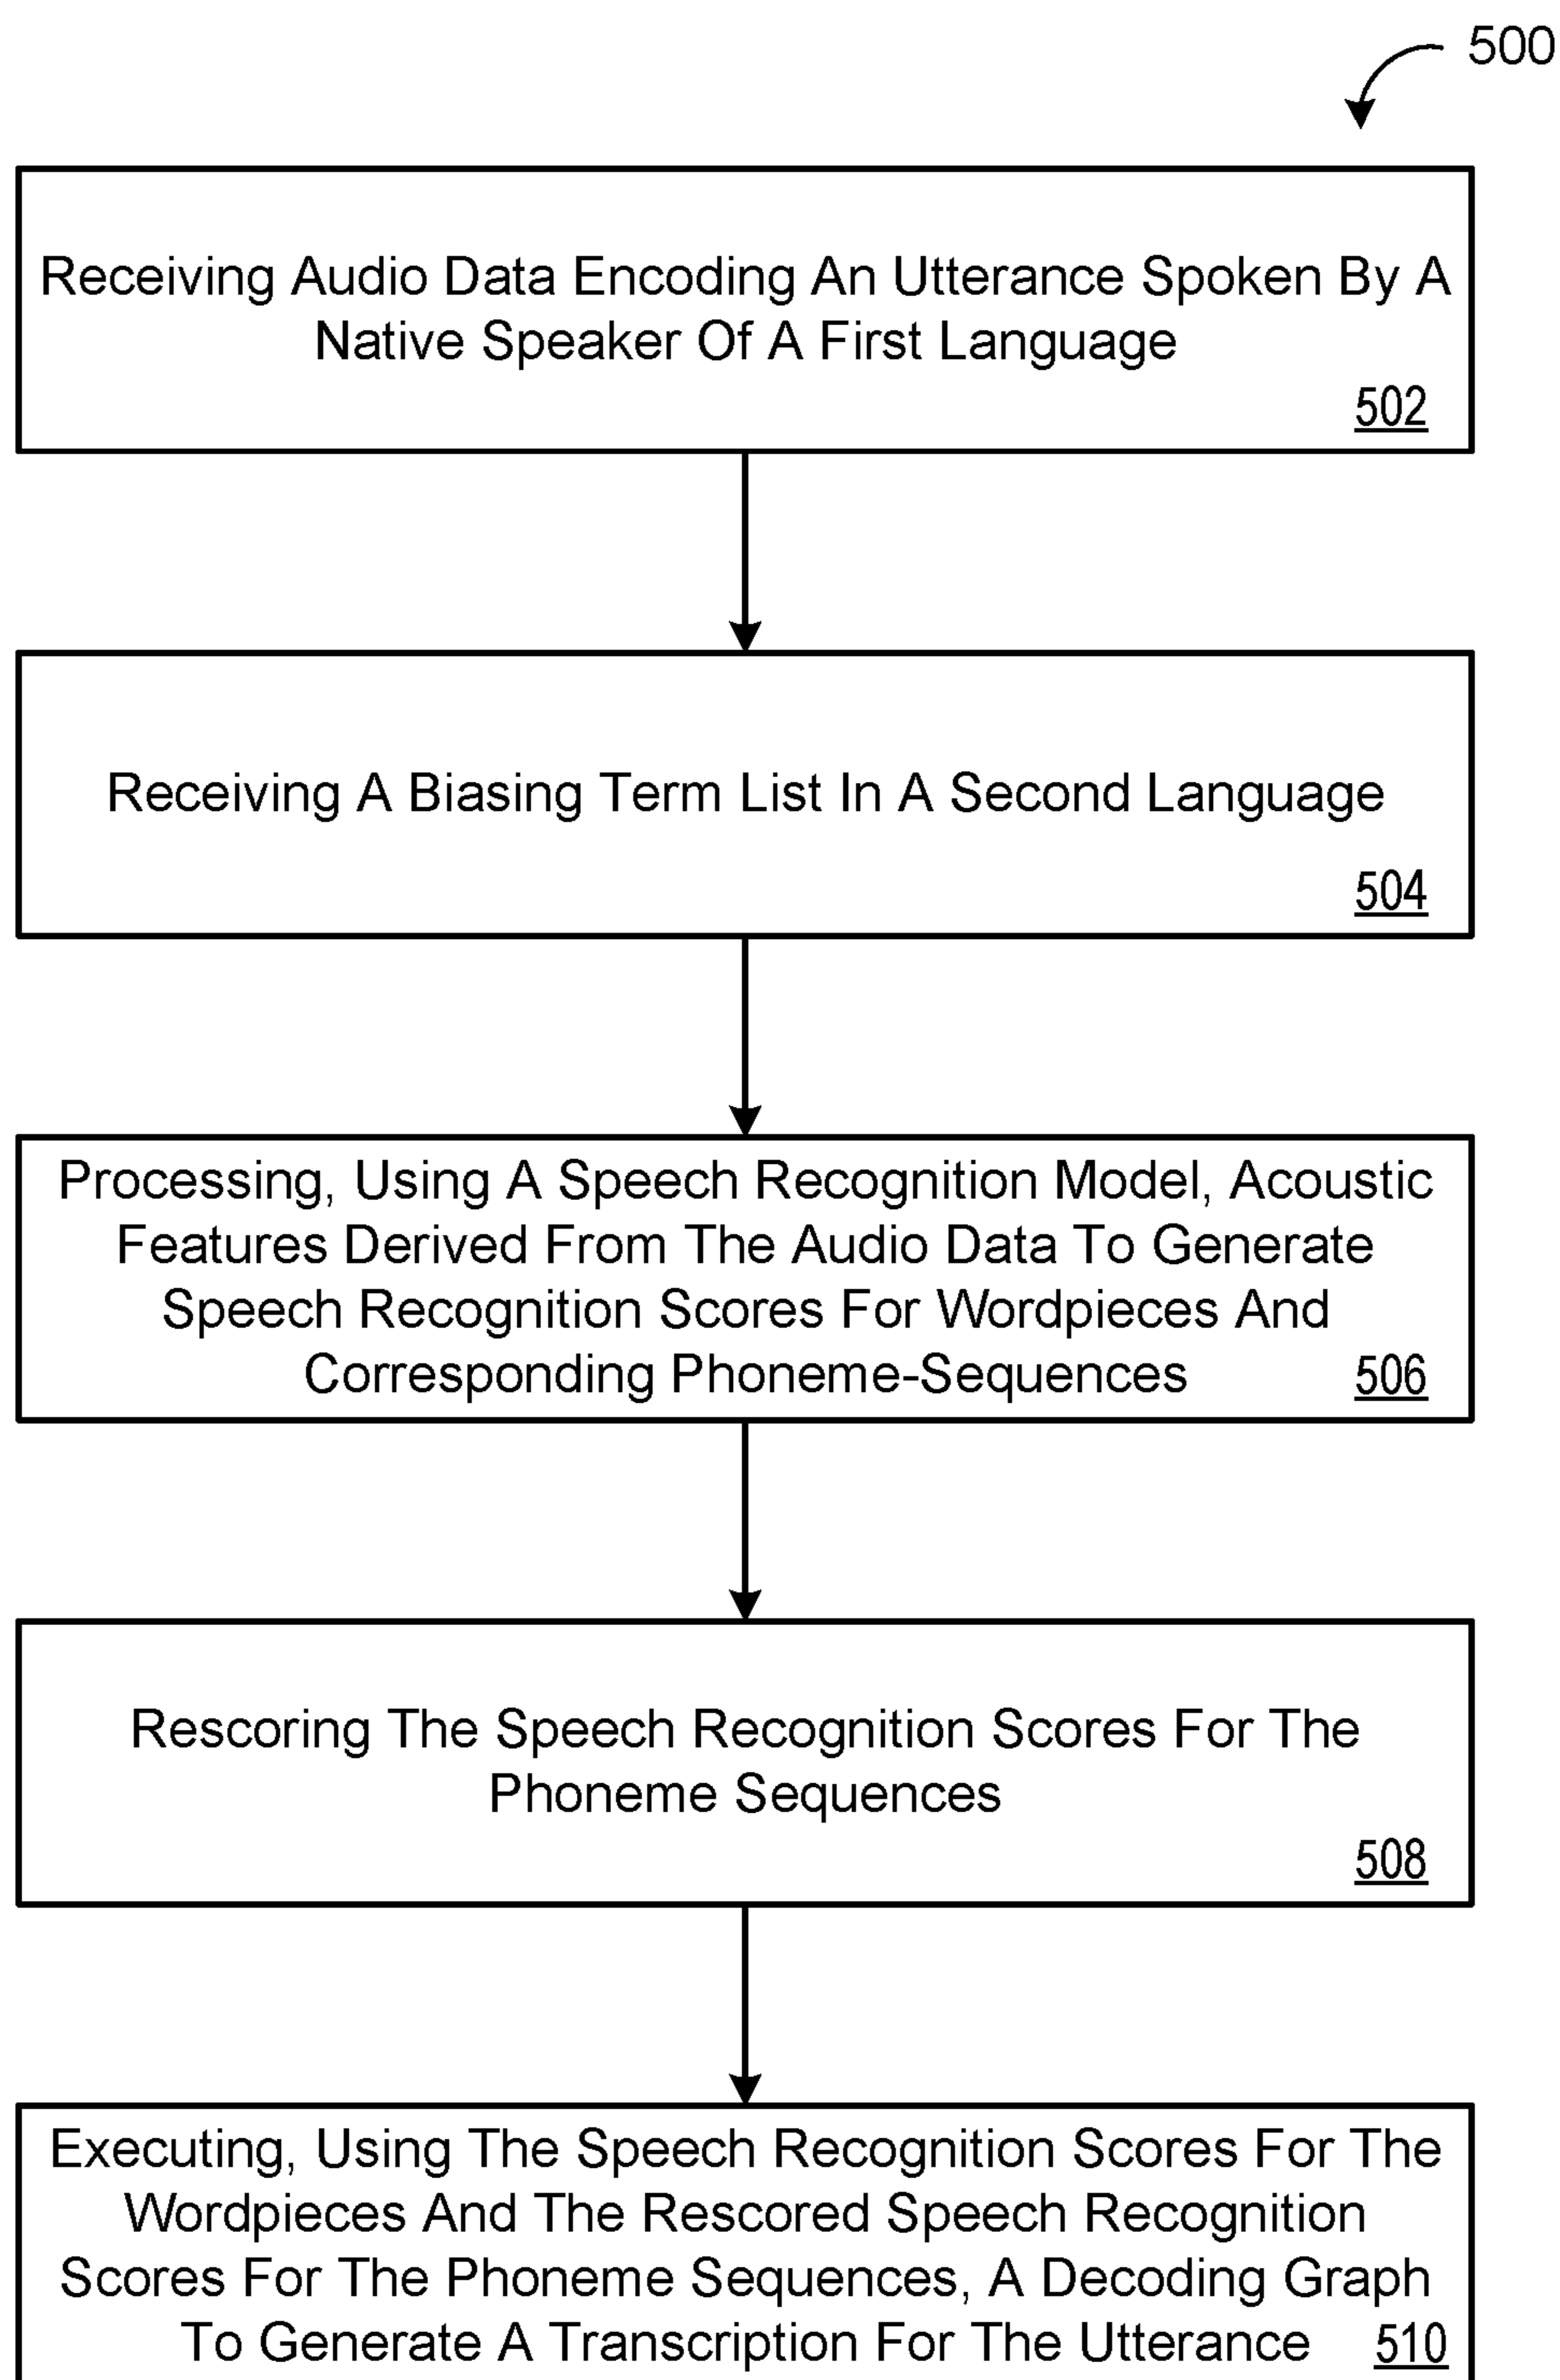 500
Receiving Audio Data Encoding An Utterance Spoken By A
Native Speaker Of A First Language
502
Receiving A Biasing Term List In A Second Language
504
Processing, Using A Speech Recognition Model, Acoustic
Features Derived From The Audio Data To Generate
Speech Recognition Scores For Wordpieces And
Corresponding Phoneme-Sequences 506
Rescoring The Speech Recognition Scores For The
Phoneme Sequences
508
Executing, Using The Speech Recognition Scores For The
Wordpieces And The Rescored Speech Recognition
Scores For The Phoneme Sequences, A Decoding Graph
To Generate A Transcription For The Utterance 510